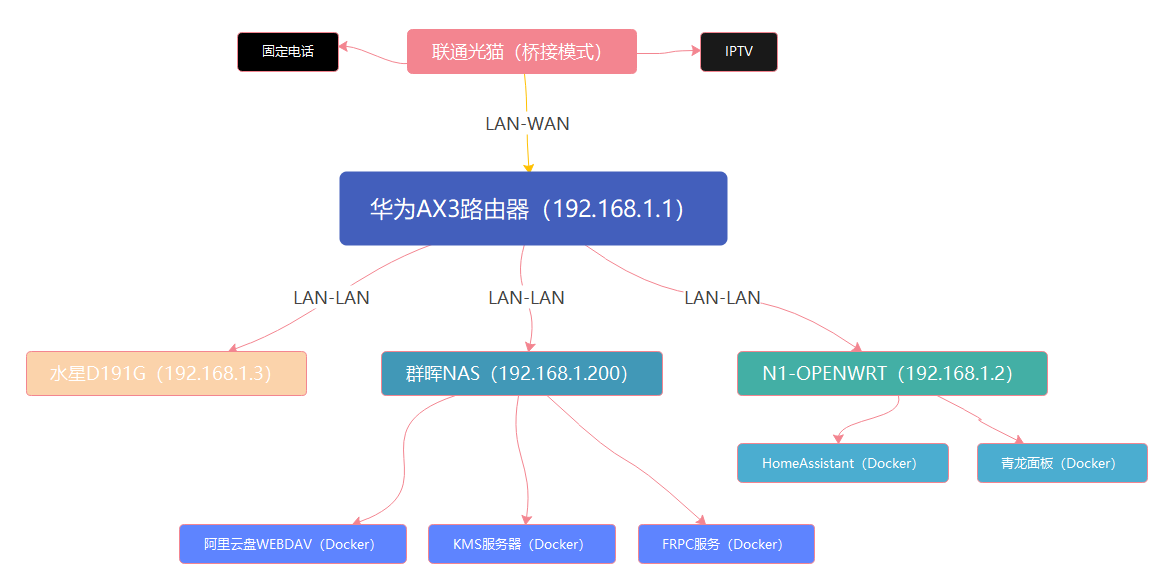 固定电话
联通光猫（桥接模式）
IPTV
LAN-WAN
华为AX3路由器（192.168.1.1）
LAN-LAN
LAN-LAN
LAN-LAN
水星D191G（192.168.1.3）
群晖NAS（192.168.1.200）
N1-OPENWRT（192.168.1.2）
HomeAssistant（Docker）
青龙面板（Docker）
阿里云盘WEBDAV（Docker）
KMS服务器（Docker）
FRPC服务（Docker）